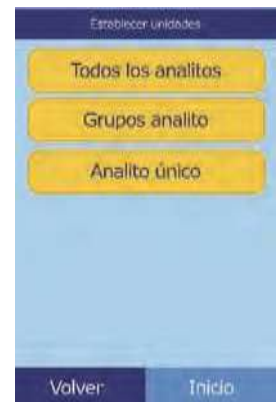 Establecer unidades
Todos los analitos
Grupos analito
Analito único
Volver
Inicio